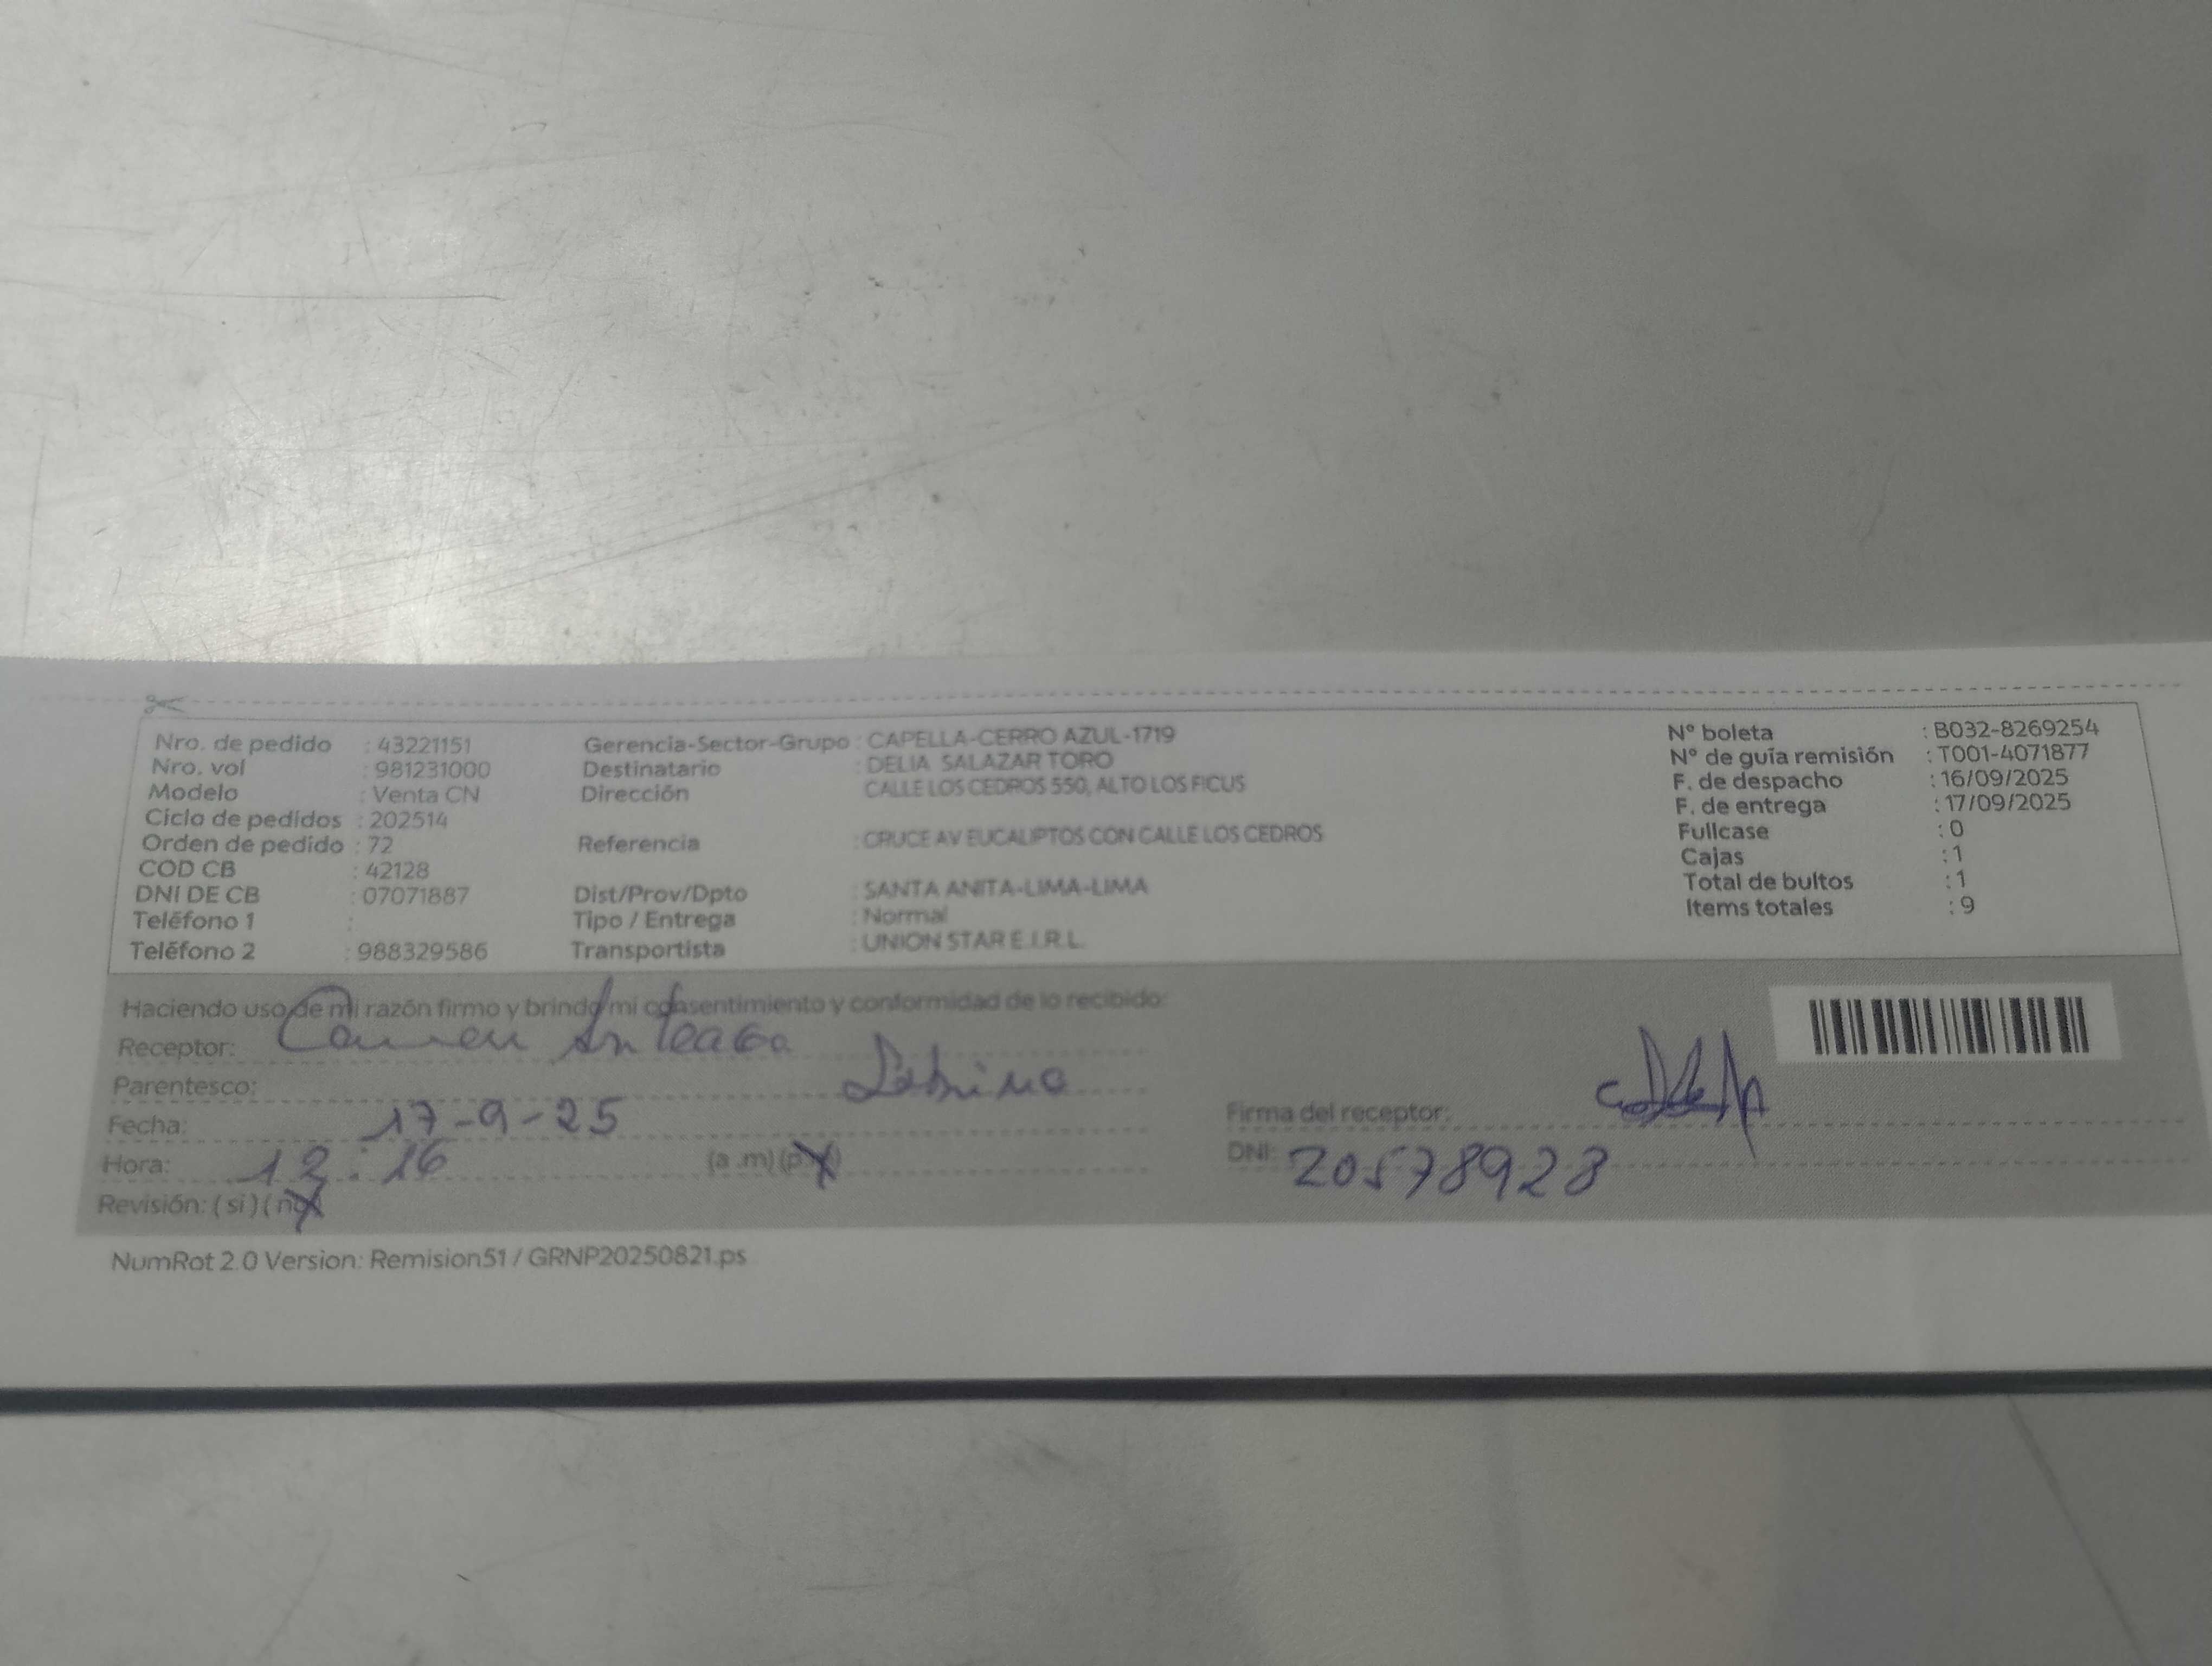 Nro. de pedido : 43221151
Nro. vol : 981231000
Modelo : Venta CN
Ciclo de pedidos : 202514
Orden de pedido : 72
COD CB : 42128
DNI DE CB : 07071887
Teléfono 1 :
Teléfono 2 : 988329586
Gerencia-Sector-Grupo : CAPELLA-CERRO AZUL-1719
Destinatario : DELIA SALAZAR TORO
Dirección CALLE LOS CEDROS 550, ALTO LOS FICUS
Referencia : CRUCE AV EUCALIPTOS CON CALLE LOS CEDROS
Dist/Prov/Dpto : SANTA ANITA-LIMA-LIMA
Tipo / Entrega : Normal
Transportista : UNION STAR E.I.R.L.
N° boleta : B032-8269254
N° de guía remisión : T001-4071877
F. de despacho : 16/09/2025
F. de entrega : 17/09/2025
Fullcase : 0
Cajas : 1
Total de bultos : 1
Items totales : 9
Haciendo uso de mi razón firmo y brindo mi consentimiento y conformidad de lo recibido:
Receptor: Carmen
Parentesco:
Fecha: 17-9-25
Hora: 12:16 (a .m) (p
Revisión: ( si ) ( no
Firma del receptor:
DNI: 20578928
NumRot 2.0 Version: Remision51 / GRNP20250821.ps